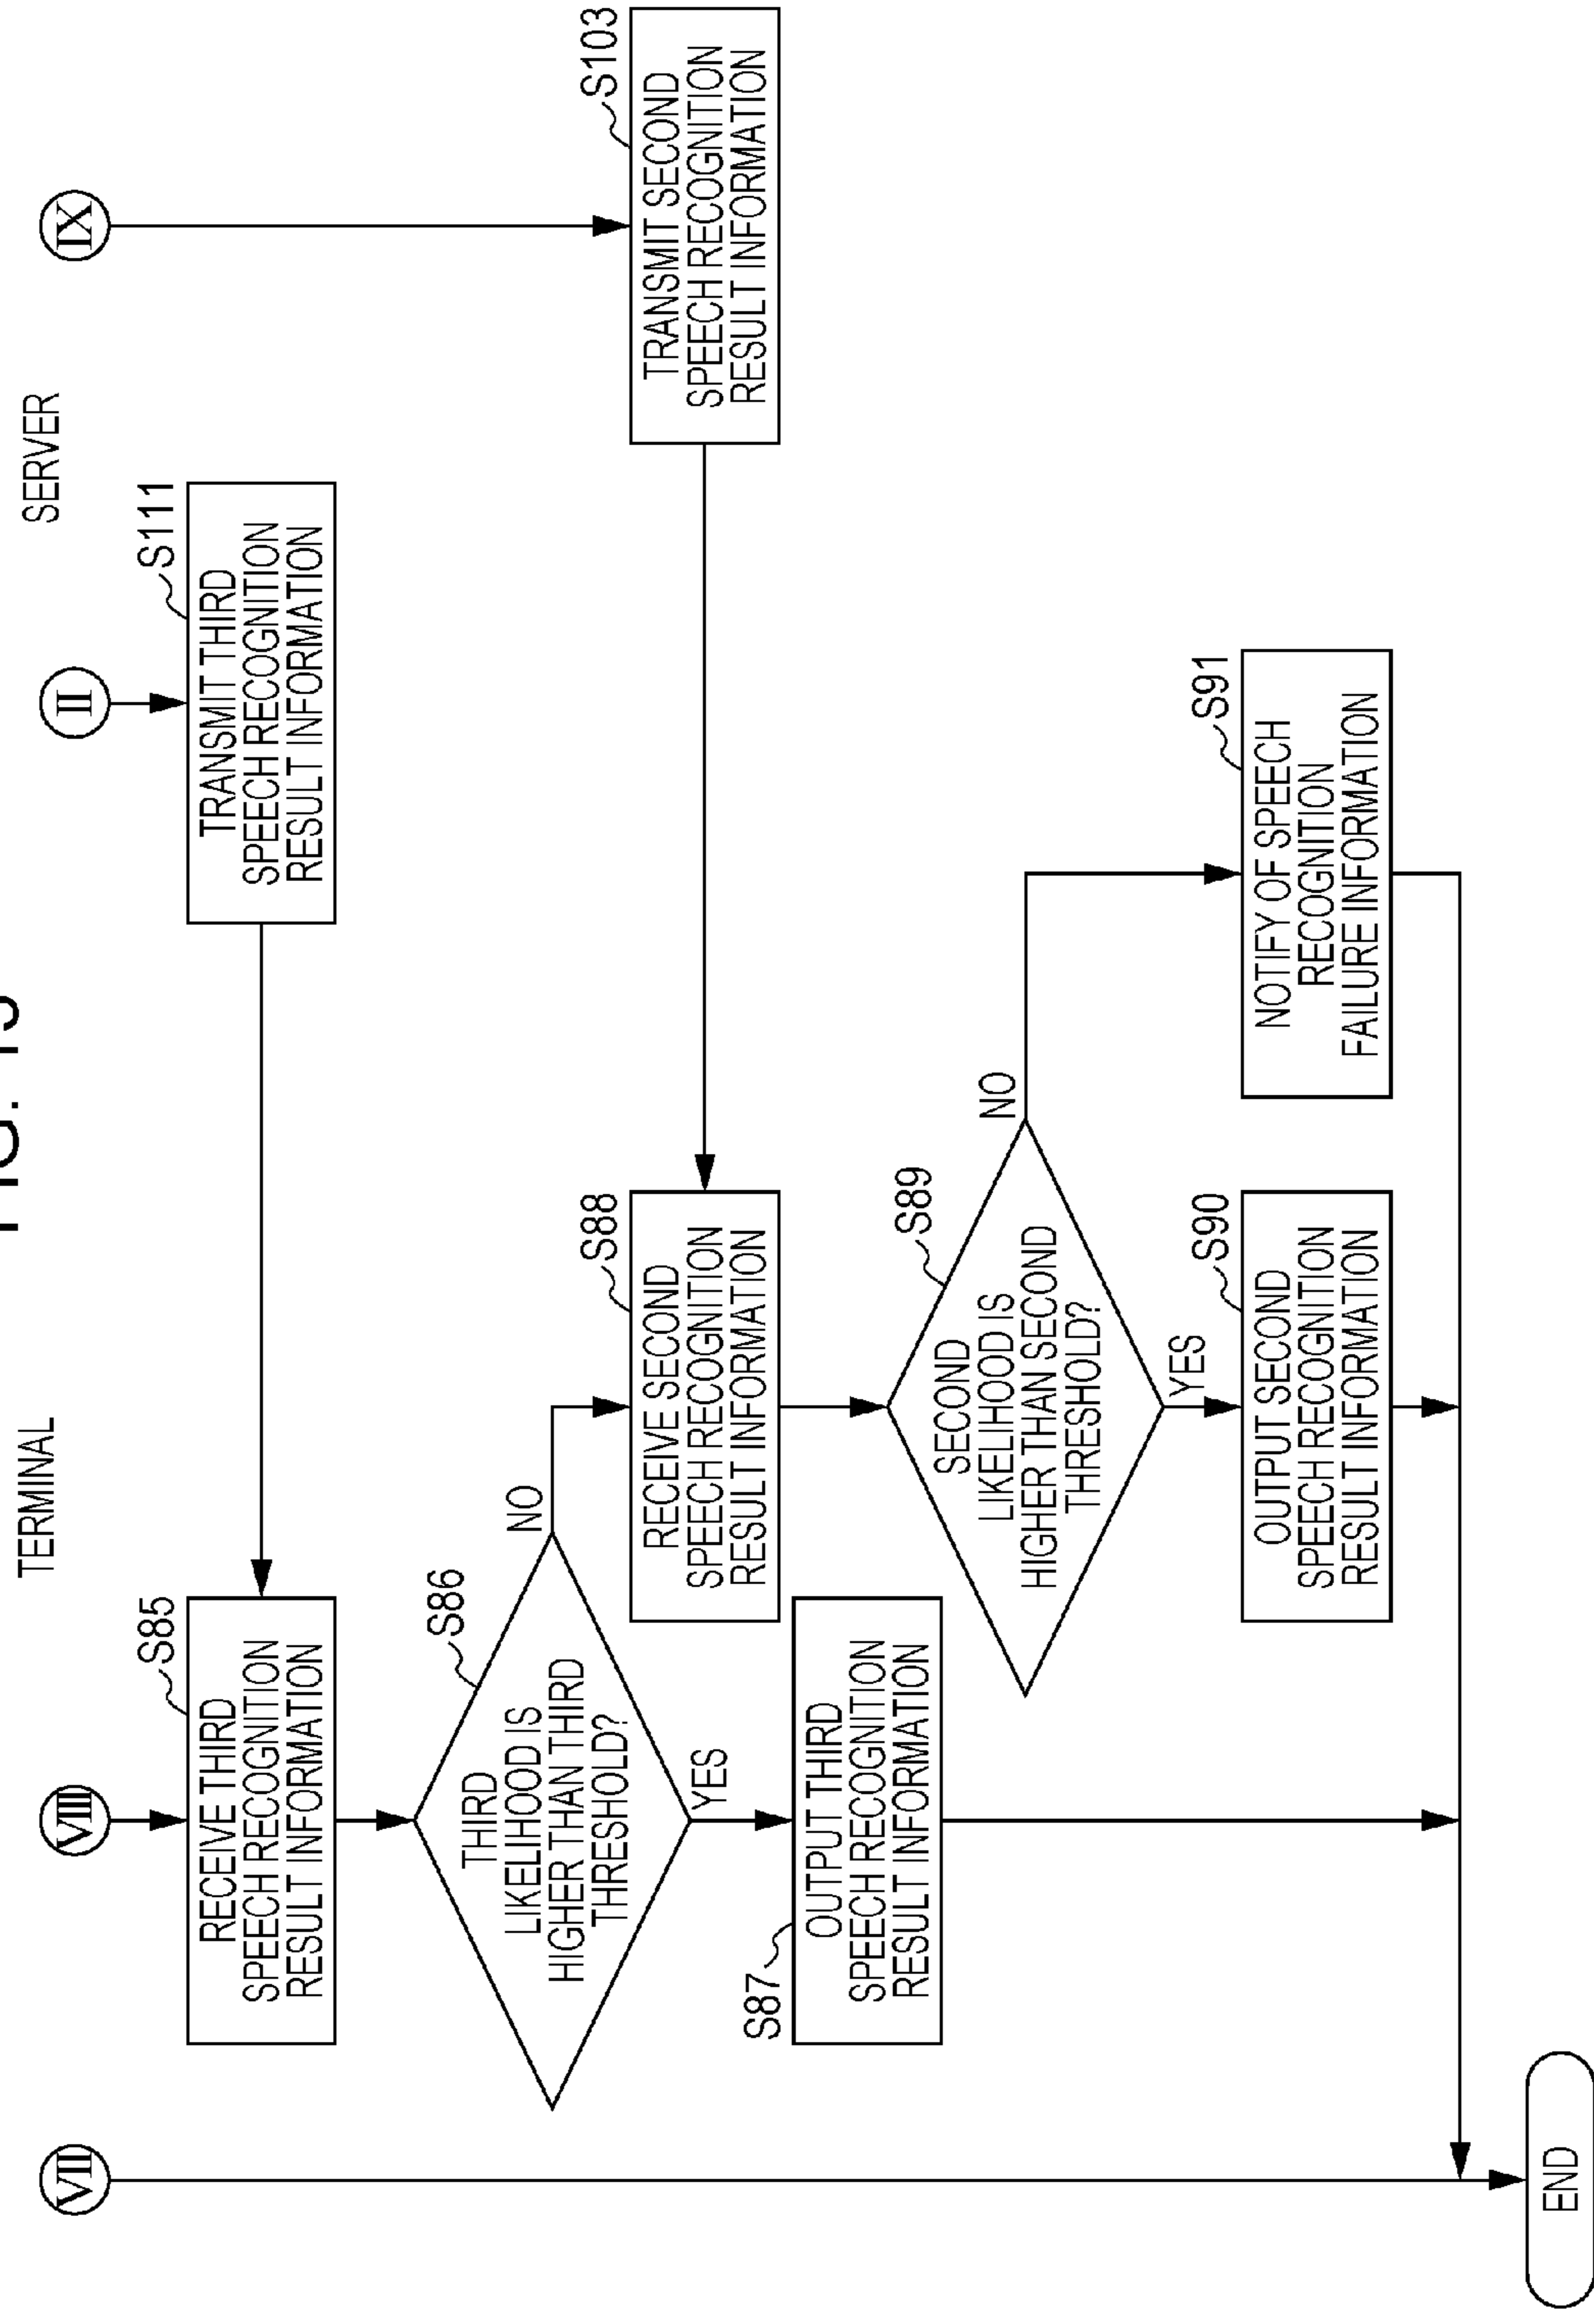 TERMINAL
SERVER
VII
VIII
II
IX
S85
RECEIVE THIRD
SPEECH RECOGNITION
RESULT INFORMATION
S111
TRANSMIT THIRD
SPEECH RECOGNITION
RESULT INFORMATION
S86
THIRD
LIKELIHOOD IS
HIGHER THAN THIRD
THRESHOLD?
NO
YES
S88
RECEIVE SECOND
SPEECH RECOGNITION
RESULT INFORMATION
S103
TRANSMIT SECOND
SPEECH RECOGNITION
RESULT INFORMATION
S87
OUTPUT THIRD
SPEECH RECOGNITION
RESULT INFORMATION
S89
SECOND
LIKELIHOOD IS
HIGHER THAN SECOND
THRESHOLD?
NO
YES
S90
OUTPUT SECOND
SPEECH RECOGNITION
RESULT INFORMATION
S91
NOTIFY OF SPEECH
RECOGNITION
FAILURE INFORMATION
END